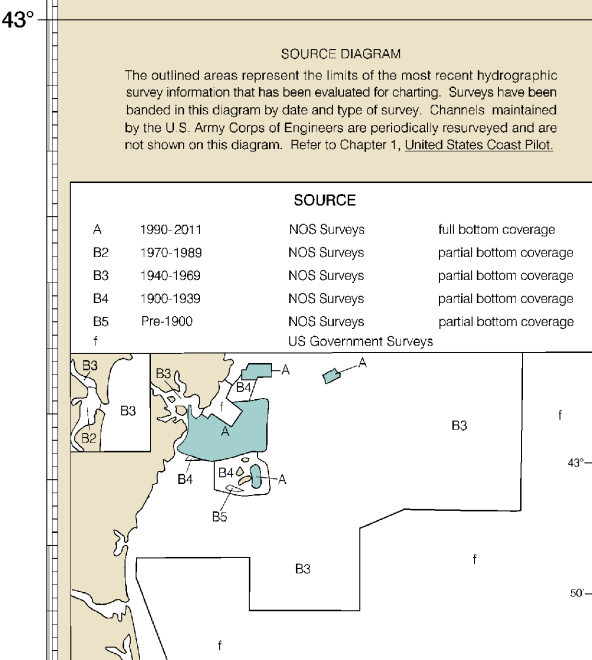 43°
SOURCE DIAGRAM
The outlined areas represent the limits of the most recent hydrographic
survey information that has been evaluated for charting. Surveys have been
banded in this diagram by date and type of survey. Channels maintained
by the U.S. Army Corps of Engineers are periodically resurveyed and are
not shown on this diagram. Refer to Chapter 1, United States Coast Pilot.
SOURCE
A 1990-2011 NOS Surveys full bottom coverage
B2 1970-1989 NOS Surveys partial bottom coverage
B3 1940-1969 NOS Surveys partial bottom coverage
B4 1900-1939 NOS Surveys partial bottom coverage
B5 Pre-1900 NOS Surveys partial bottom coverage
f US Government Surveys
B3
B3
B2
B3
B4
A
A
f
A
B3
f
43°
B4
B4
A
B5
B3
f
50'
f